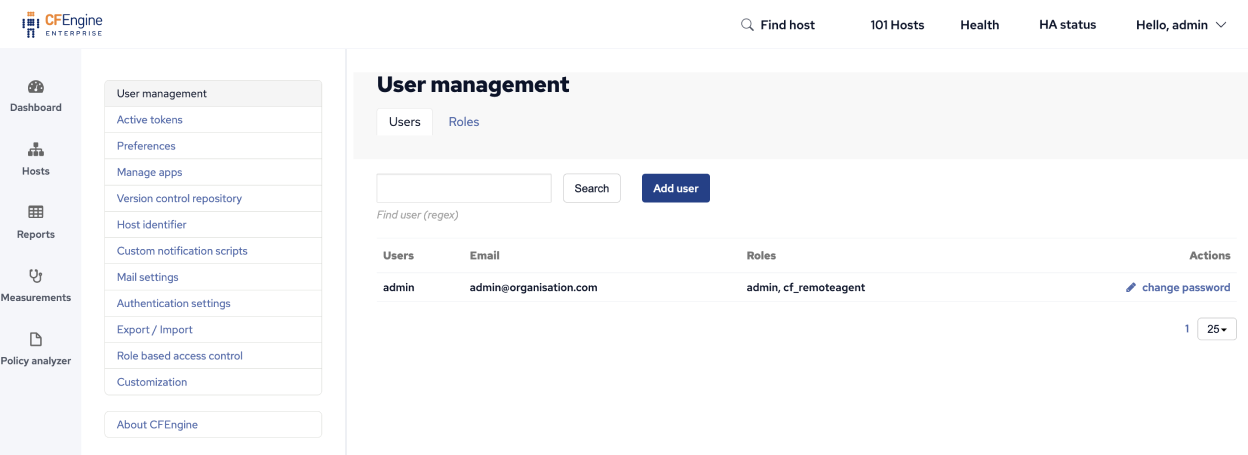 CFEngine
ENTERPRISE
Find host
101 Hosts
Health
HA status
Hello, admin
Dashboard
Hosts
Reports
Measurements
Policy analyzer
User management
Active tokens
Preferences
Manage apps
Version control repository
Host identifier
Custom notification scripts
Mail settings
Authentication settings
Export / Import
Role based access control
Customization
About CFEngine
User management
Users Roles
Search Add user
Find user (regex)
Users Email Roles Actions
admin admin@organisation.com admin, cf_remoteagent change password
1 25